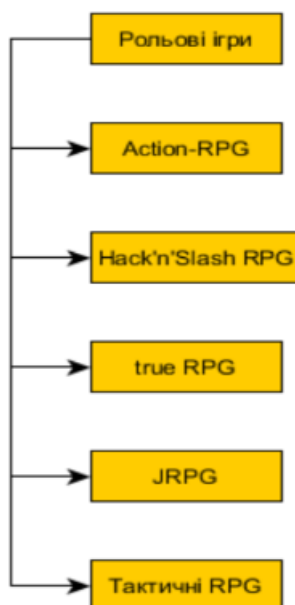 Рольові ігри
Action-RPG
Hack'n'Slash RPG
true RPG
JRPG
Тактичні RPG